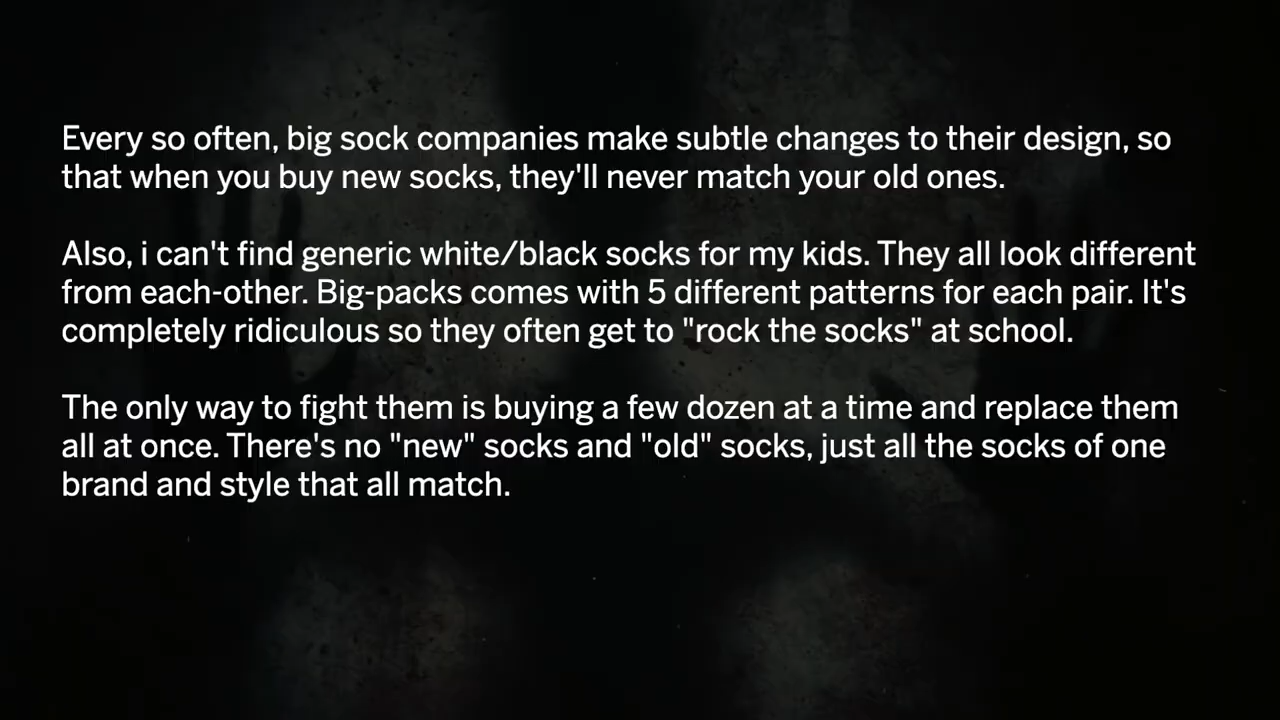 Every so often, big sock companies make subtle changes to their design, so
that when you buy new socks, they'll never match your old ones.
Also, i can't find generic white/black socks for my kids. They all look different
from each-other. Big-packs comes with 5 different patterns for each pair. It's
completely ridiculous so they often get to "rock the socks" at school.
The only way to fight them is buying a few dozen at a time and replace them
all at once. There's no "new" socks and "old" socks, just all the socks of one
brand and style that all match.